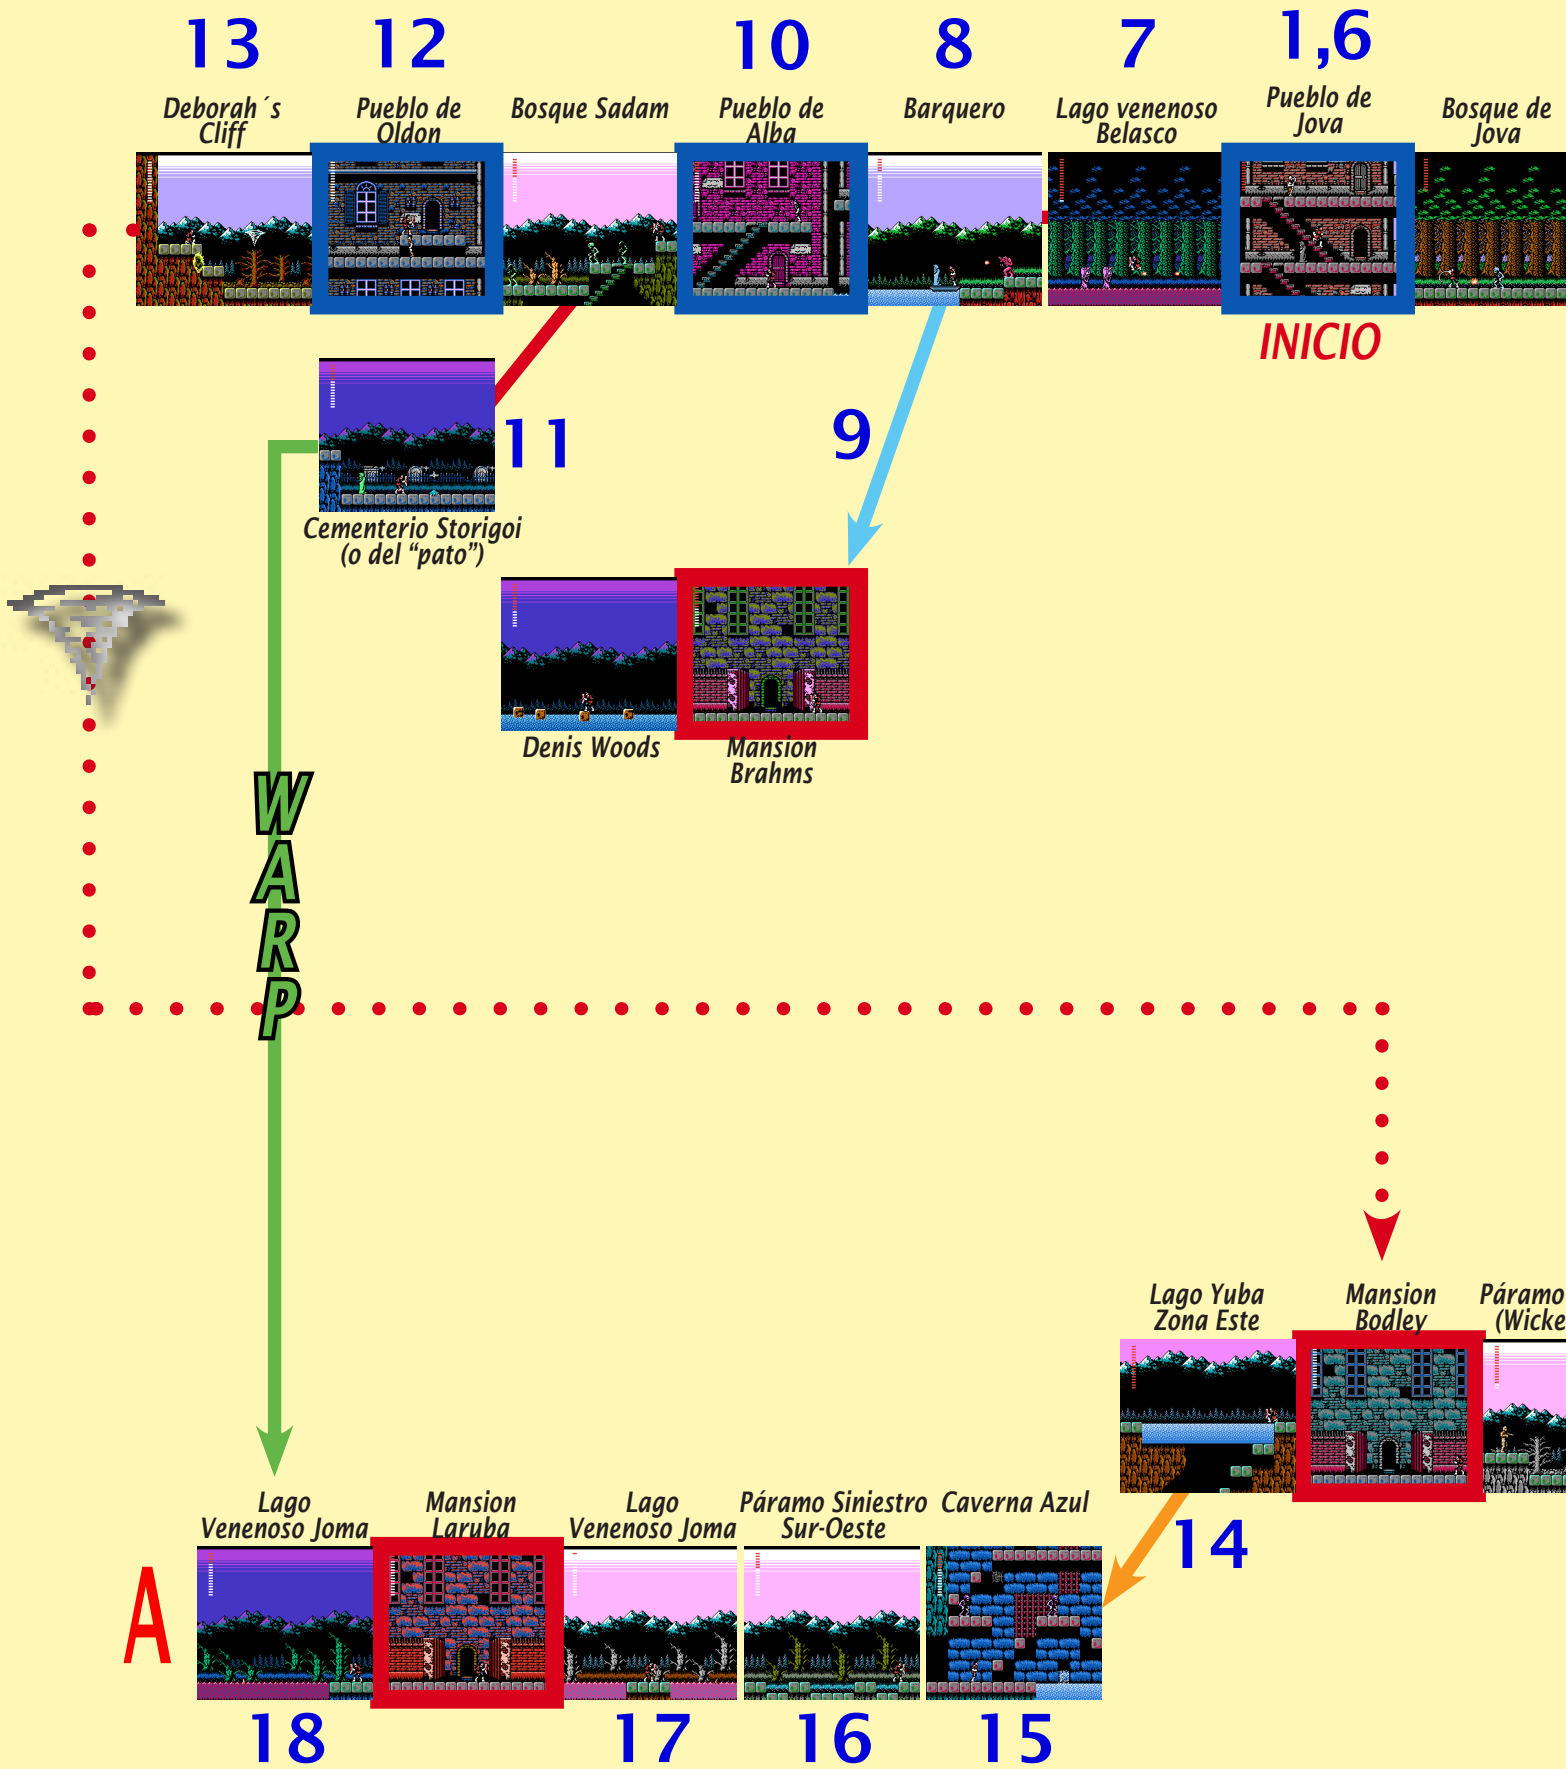 13
12
10
8
7
1,6
Deborah´s
Cliff
Pueblo de
Oldon
Bosque Sadam
Pueblo de
Alba
Barquero
Lago venenoso
Belasco
Pueblo de
Jova
Bosque de
Jova
INICIO
11
9
Cementerio Storigoi
(o del “pato”)
Denis Woods
Mansion
Brahms
WARP
Lago Yuba
Zona Este
Mansion
Bodley
Páramo
(Wicke
14
Lago
Venenoso Joma
Mansion
Laruba
Lago
Venenoso Joma
Páramo Siniestro
Sur-Oeste
Caverna Azul
A
18
17
16
15